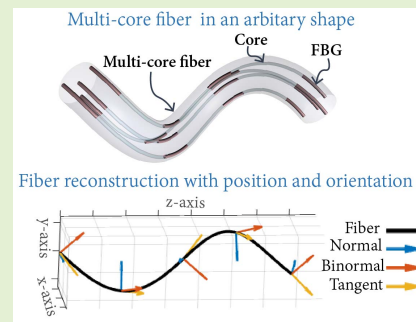 Multi-core fiber in an arbitary shape
Core
Multi-core fiber
FBG
Fiber reconstruction with position and orientation
z-axis
y-axis
x-axis
Fiber
Normal
Binormal
Tangent